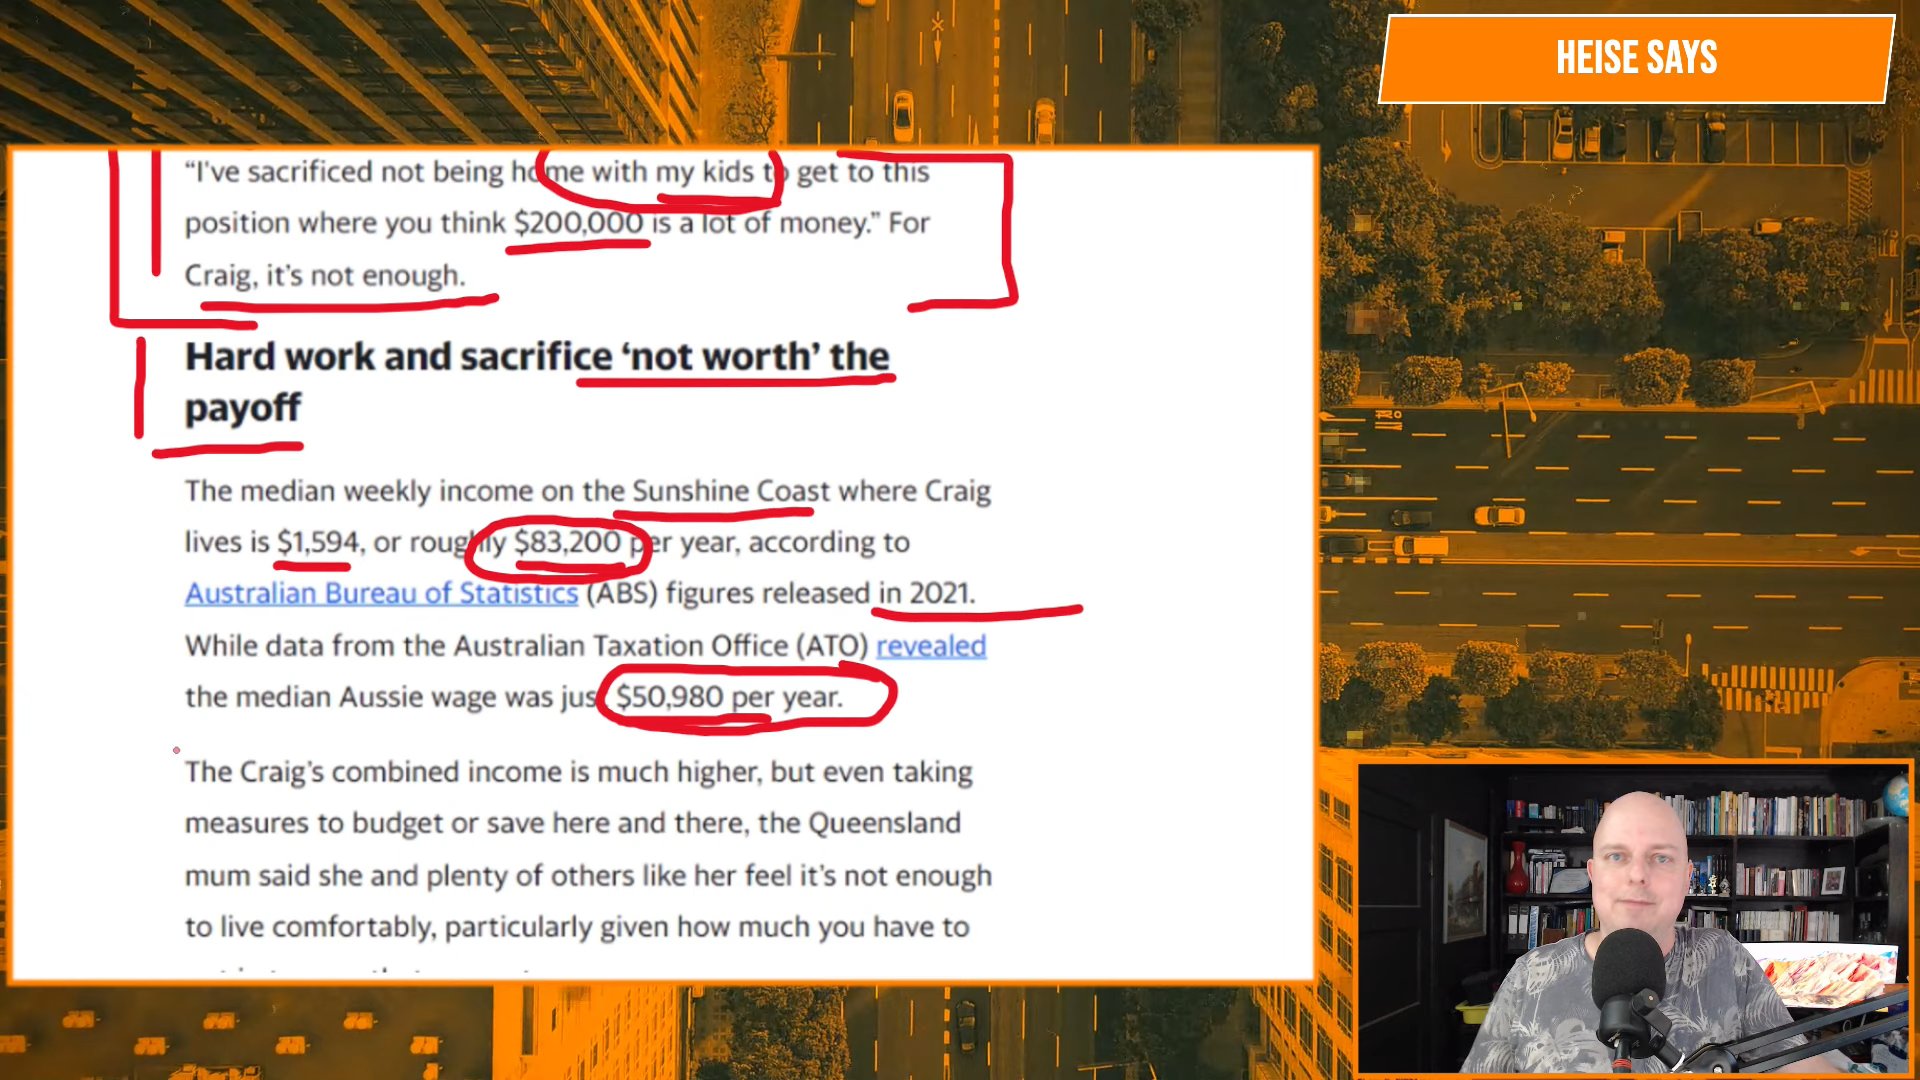 HEISE SAYS
“I've sacrificed not being home with my kids to get to this
position where you think $200,000 is a lot of money.” For
Craig, it’s not enough.
Hard work and sacrifice ‘not worth’ the
payoff
The median weekly income on the Sunshine Coast where Craig
lives is $1,594, or roughly $83,200 per year, according to
Australian Bureau of Statistics (ABS) figures released in 2021.
While data from the Australian Taxation Office (ATO) revealed
the median Aussie wage was jus $50,980 per year.
The Craig’s combined income is much higher, but even taking
measures to budget or save here and there, the Queensland
mum said she and plenty of others like her feel it’s not enough
to live comfortably, particularly given how much you have to